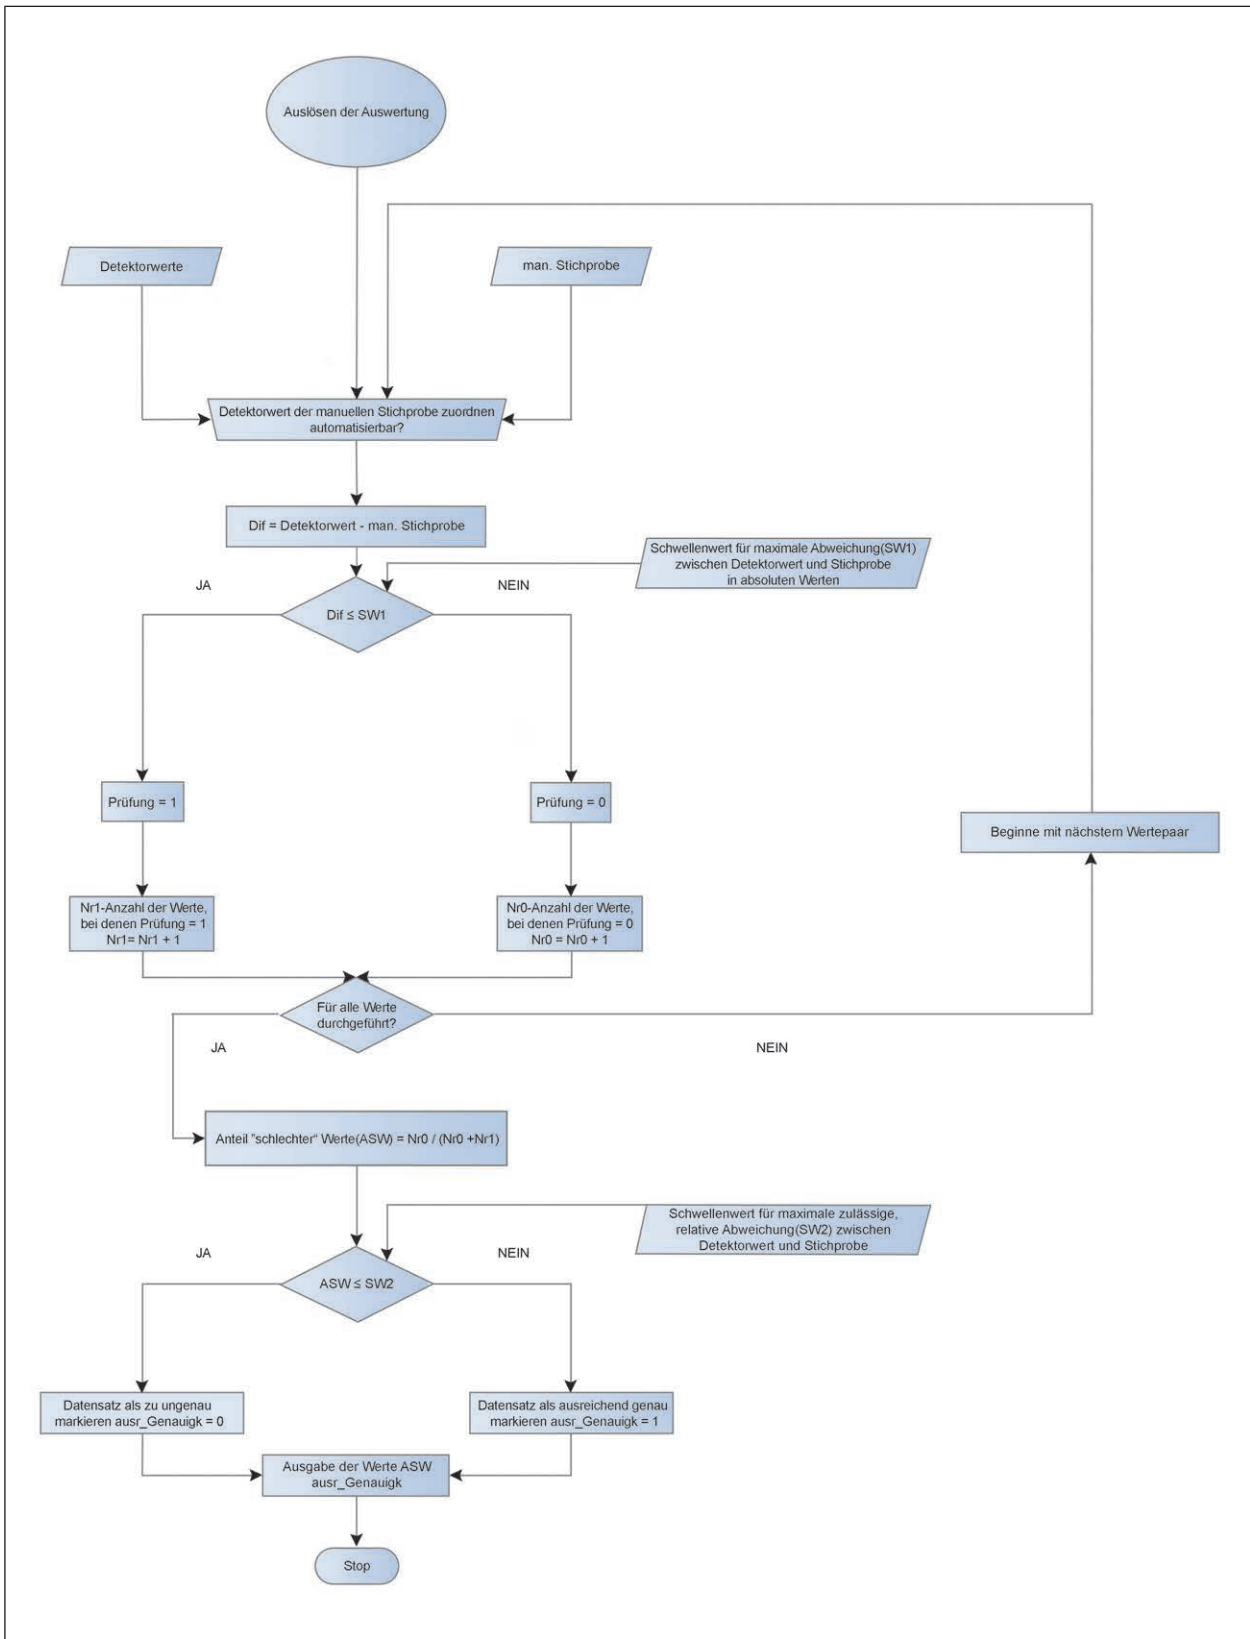 Auslösen der Auswertung
Detektorwerte
man. Stichprobe
Detektorwert der manuellen Stichprobe zuordnen
automatisierbar?
Dif = Detektorwert - man. Stichprobe
Schwellenwert für maximale Abweichung(SW1)
zwischen Detektorwert und Stichprobe
in absoluten Werten
JA
NEIN
Dif ≤ SW1
Prüfung = 1
Prüfung = 0
Beginne mit nächstem Wertepaar
Nr1-Anzahl der Werte,
bei denen Prüfung = 1
Nr1= Nr1 + 1
Nr0-Anzahl der Werte,
bei denen Prüfung = 0
Nr0 = Nr0 + 1
Für alle Werte
durchgeführt?
JA
NEIN
Anteil "schlechter“ Werte(ASW) = Nr0 / (Nr0 +Nr1)
Schwellenwert für maximale zulässige,
relative Abweichung(SW2) zwischen
Detektorwert und Stichprobe
JA
NEIN
ASW ≤ SW2
Datensatz als zu ungenau
markieren ausr_Genauigk = 0
Datensatz als ausreichend genau
markieren ausr_Genauigk = 1
Ausgabe der Werte ASW
ausr_Genauigk
Stop